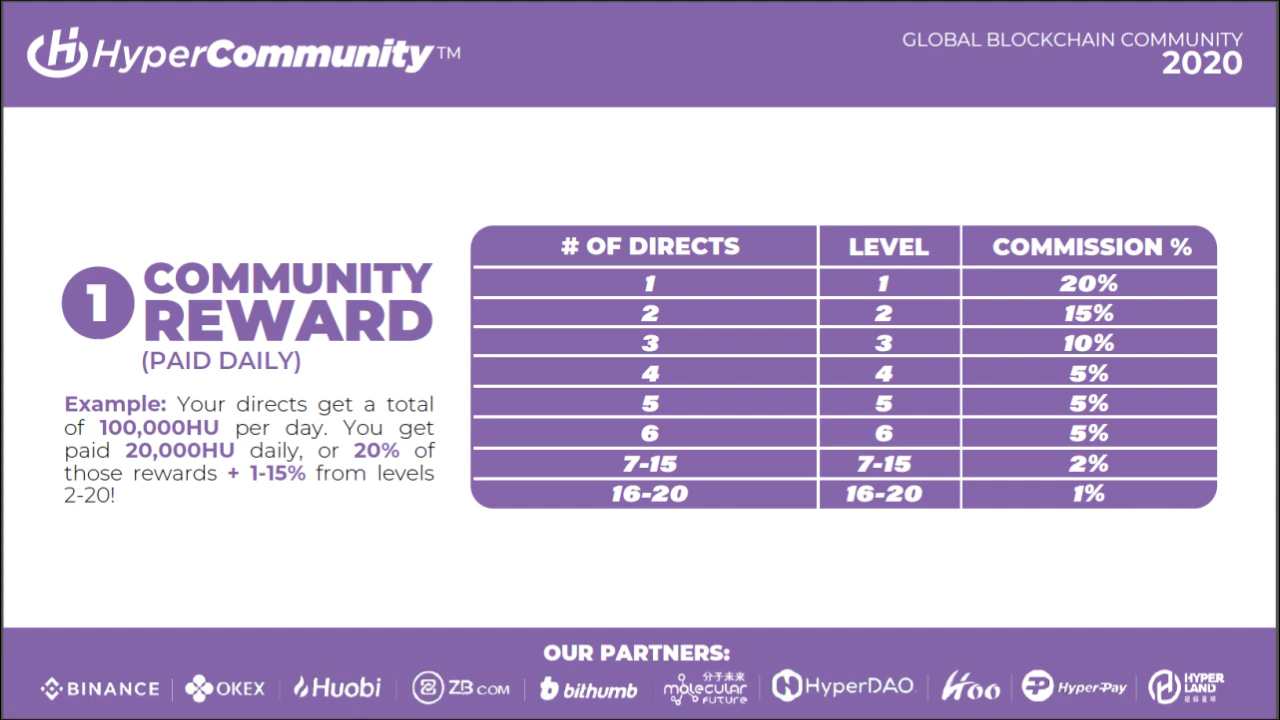 HyperCommunity™
GLOBAL BLOCKCHAIN COMMUNITY
2020
1
COMMUNITY
REWARD
(PAID DAILY)
Example: Your directs get a total
of 100,000HU per day. You get
paid 20,000HU daily, or 20% of
those rewards + 1-15% from levels
2-20!
# OF DIRECTS LEVEL COMMISSION %
1 1 20%
2 2 15%
3 3 10%
4 4 5%
5 5 5%
6 6 5%
7-15 7-15 2%
16-20 16-20 1%
OUR PARTNERS:
BINANCE OKEX Huobi ZB.COM bithumb 分子未来 molecular FUTURE HyperDAO Hoo HyperPay HYPER LAND